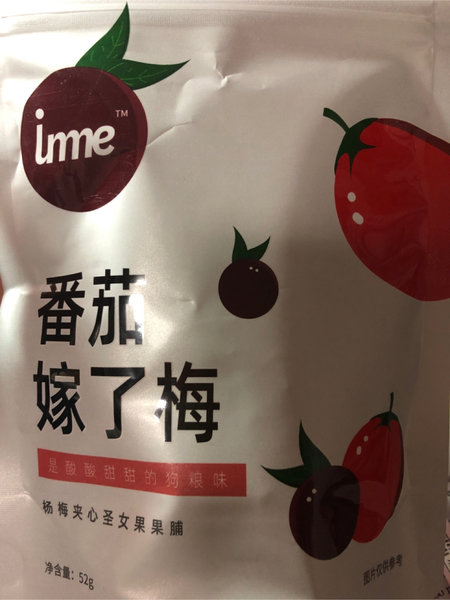 imme™
番茄
嫁了梅
是酸酸甜甜的狗粮味
杨梅夹心圣女果果脯
净含量：52g
图片仅供参考